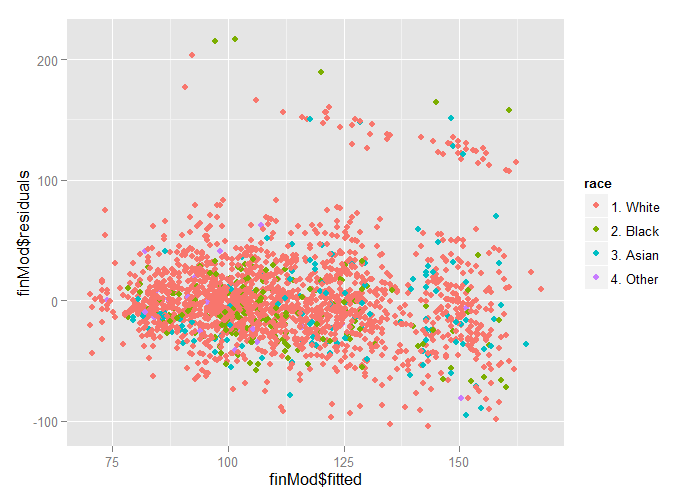 200
100
0
-100
finMod$residuals
75
100
125
150
finMod$fitted
race
1. White
2. Black
3. Asian
4. Other